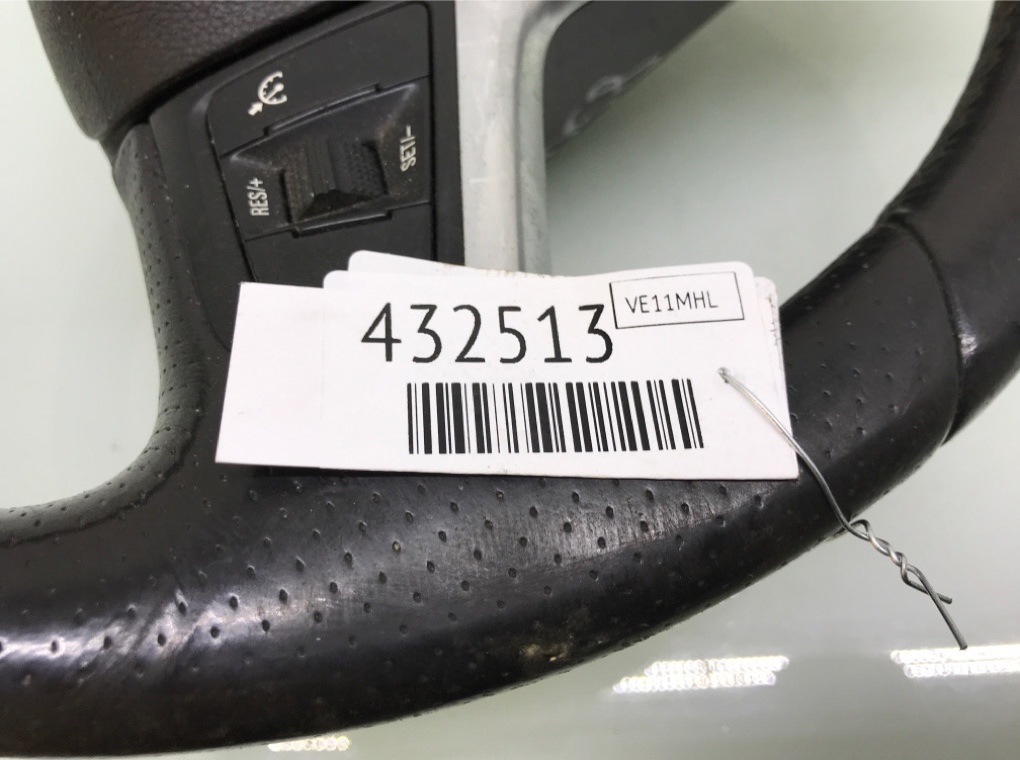 RES/+
SET/-
432513
VE11MHL